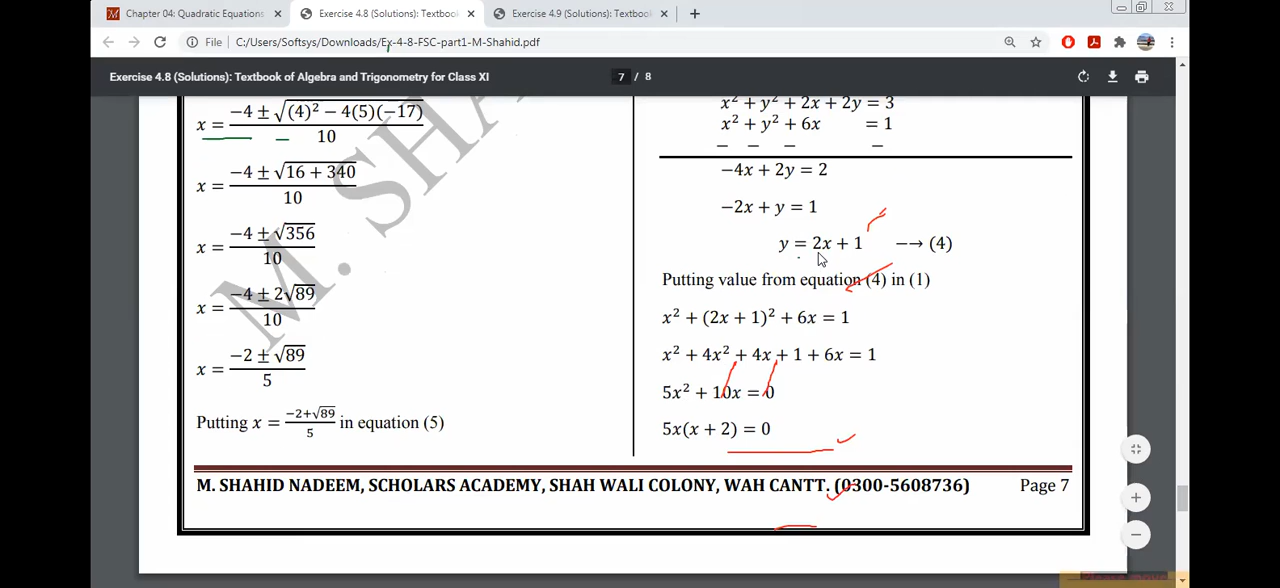 Chapter 04: Quadratic Equations
Exercise 4.8 (Solutions): Textbook
Exercise 4.9 (Solutions): Textbook
File C:/Users/Softsys/Downloads/Ex-4-8-FSC-part1-M-Shahid.pdf
Exercise 4.8 (Solutions): Textbook of Algebra and Trigonometry for Class XI
7 / 8
x = (−4 ± √((4)² − 4(5)(−17))) / 10
x = (−4 ± √(16 + 340)) / 10
x = (−4 ± √356) / 10
x = (−4 ± 2√89) / 10
x = (−2 ± √89) / 5
Putting x = (−2+√89) / 5 in equation (5)
M. SHA
x² + y² + 2x + 2y = 3
x² + y² + 6x = 1
− − − −
−4x + 2y = 2
−2x + y = 1
y = 2x + 1 −→ (4)
Putting value from equation (4) in (1)
x² + (2x + 1)² + 6x = 1
x² + 4x² + 4x + 1 + 6x = 1
5x² + 10x = 0
5x(x + 2) = 0
M. SHAHID NADEEM, SCHOLARS ACADEMY, SHAH WALI COLONY, WAH CANTT. (0300-5608736) Page 7